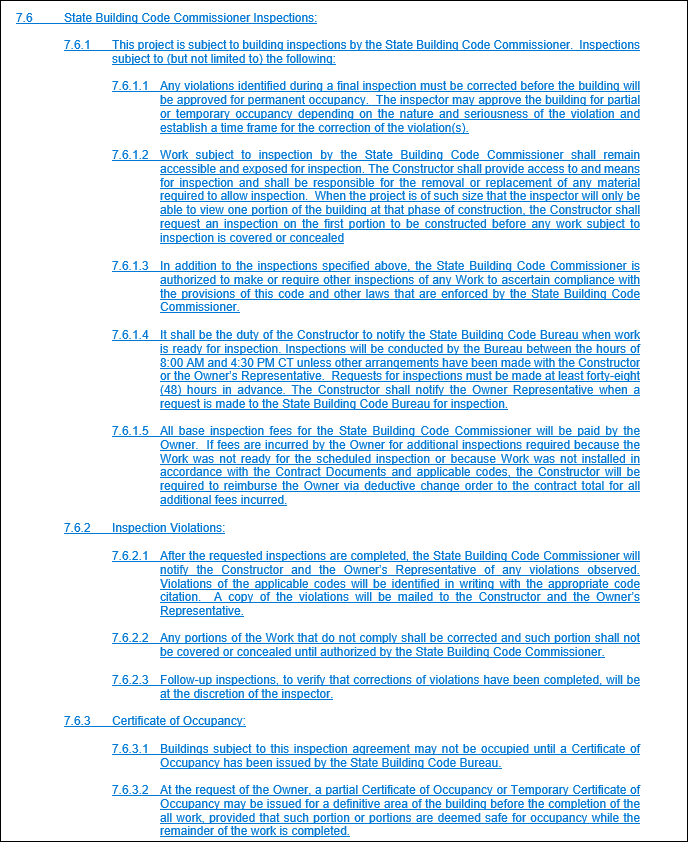 7.6 State Building Code Commissioner Inspections:
7.6.1 This project is subject to building inspections by the State Building Code Commissioner. Inspections
subject to (but not limited to) the following:
7.6.1.1 Any violations identified during a final inspection must be corrected before the building will
be approved for permanent occupancy. The inspector may approve the building for partial
or temporary occupancy depending on the nature and seriousness of the violation and
establish a time frame for the correction of the violation(s).
7.6.1.2 Work subject to inspection by the State Building Code Commissioner shall remain
accessible and exposed for inspection. The Constructor shall provide access to and means
for inspection and shall be responsible for the removal or replacement of any material
required to allow inspection. When the project is of such size that the inspector will only be
able to view one portion of the building at that phase of construction, the Constructor shall
request an inspection on the first portion to be constructed before any work subject to
inspection is covered or concealed
7.6.1.3 In addition to the inspections specified above, the State Building Code Commissioner is
authorized to make or require other inspections of any Work to ascertain compliance with
the provisions of this code and other laws that are enforced by the State Building Code
Commissioner.
7.6.1.4 It shall be the duty of the Constructor to notify the State Building Code Bureau when work
is ready for inspection. Inspections will be conducted by the Bureau between the hours of
8:00 AM and 4:30 PM CT unless other arrangements have been made with the Constructor
or the Owner's Representative. Requests for inspections must be made at least forty-eight
(48) hours in advance. The Constructor shall notify the Owner Representative when a
request is made to the State Building Code Bureau for inspection.
7.6.1.5 All base inspection fees for the State Building Code Commissioner will be paid by the
Owner. If fees are incurred by the Owner for additional inspections required because the
Work was not ready for the scheduled inspection or because Work was not installed in
accordance with the Contract Documents and applicable codes, the Constructor will be
required to reimburse the Owner via deductive change order to the contract total for all
additional fees incurred.
7.6.2 Inspection Violations:
7.6.2.1 After the requested inspections are completed, the State Building Code Commissioner will
notify the Constructor and the Owner's Representative of any violations observed.
Violations of the applicable codes will be identified in writing with the appropriate code
citation. A copy of the violations will be mailed to the Constructor and the Owner's
Representative.
7.6.2.2 Any portions of the Work that do not comply shall be corrected and such portion shall not
be covered or concealed until authorized by the State Building Code Commissioner.
7.6.2.3 Follow-up inspections, to verify that corrections of violations have been completed, will be
at the discretion of the inspector.
7.6.3 Certificate of Occupancy:
7.6.3.1 Buildings subject to this inspection agreement may not be occupied until a Certificate of
Occupancy has been issued by the State Building Code Bureau.
7.6.3.2 At the request of the Owner, a partial Certificate of Occupancy or Temporary Certificate of
Occupancy may be issued for a definitive area of the building before the completion of the
all work, provided that such portion or portions are deemed safe for occupancy while the
remainder of the work is completed.